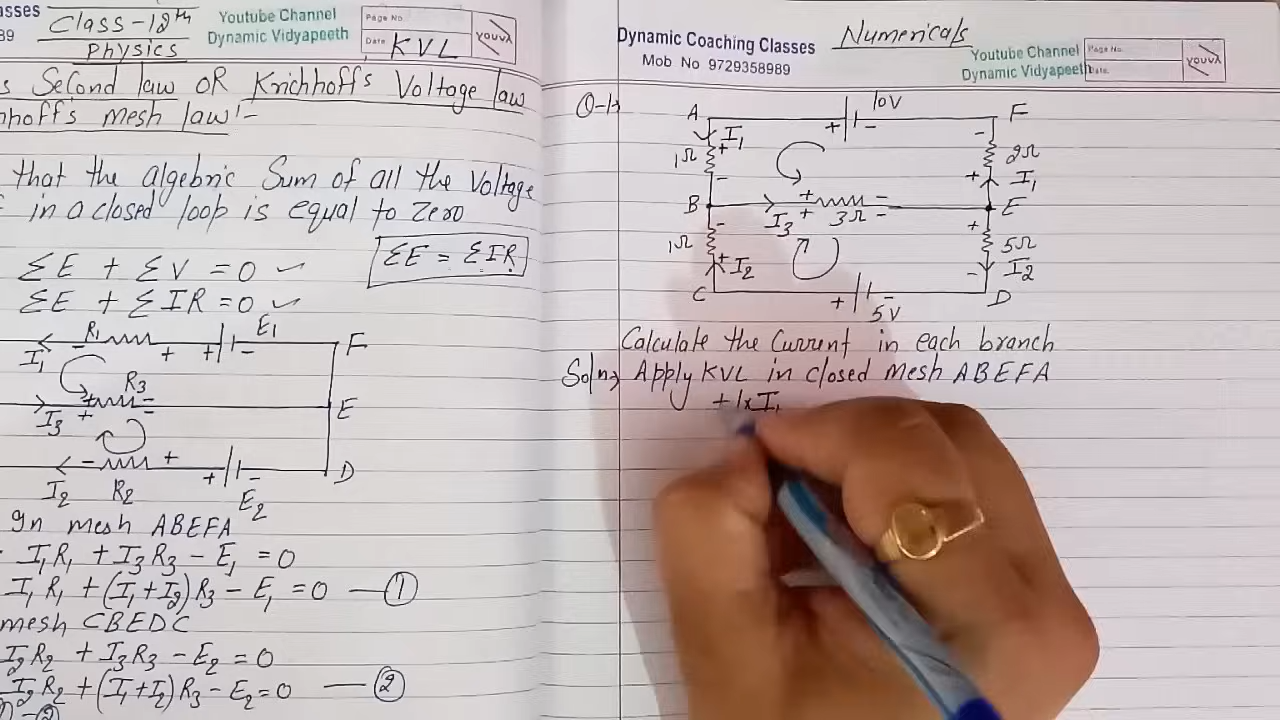 asses
89
Class-12th
Physics
Youtube Channel
Dynamic Vidyapeeth
Page No.
Date KVL
YOUVA
s Second law OR Krichhoff's Voltage law
hhoff's mesh law :-
that the algebric Sum of all the Voltage
in a closed loop is equal to Zero
ΣE + ΣV = 0
ΣE + ΣIR = 0
ΣE = ΣIR
R1 + + E1 - F
I1 -
R3
I3 + - E
I2 - R2 + + E2 - D
In mesh ABEFA
I1R1 + I3R3 - E1 = 0
I1R1 + (I1+I2)R3 - E1 = 0 — ①
mesh CBEDC
I2R2 + I3R3 - E2 = 0
I2R2 + (I1+I2)R3 - E2 = 0 — ②
① - ②
Dynamic Coaching Classes
Mob No 9729358989
Numericals
Youtube Channel
Dynamic Vidyapeeth
Page No.
Date.
YOUVA
Q-1
A + 10V - F
1Ω + I1 - - 2Ω + I1
B I3 + 3Ω - E
1Ω - + I2 + 5Ω - I2
C + 5V - D
Calculate the Current in each branch
Soln Apply KVL in closed mesh ABEFA
+1×I1